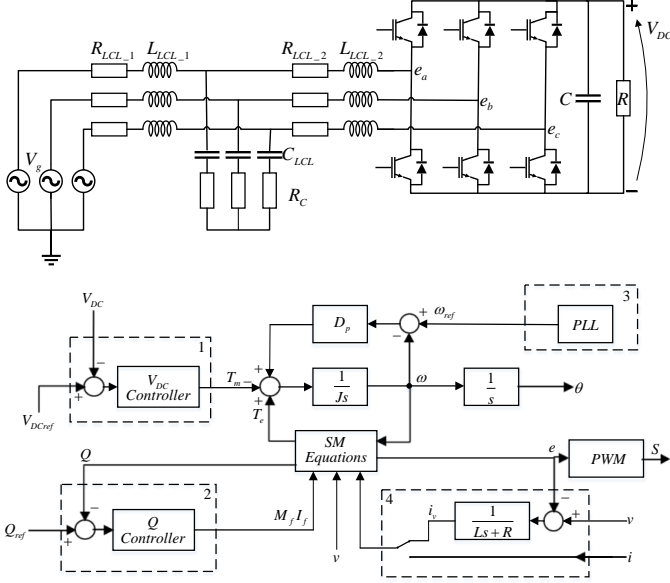 R_LCL_1 L_LCL_1 R_LCL_2 L_LCL_2
+
V_DC
e_a
e_b
e_c
C R
V_g
C_LCL
R_C
−
V_DC
3
ω_ref
PLL
D_p
+
−
1
−
+
V_DC
Controller
T_m
−
+
+
T_e
1
Js
ω
1
s
θ
V_DCref
SM
Equations
Q
e
PWM
S
2
4
−
Q_ref
+
−
Q
Controller
M_f I_f
v
i_v
1
Ls+R
+
v
i